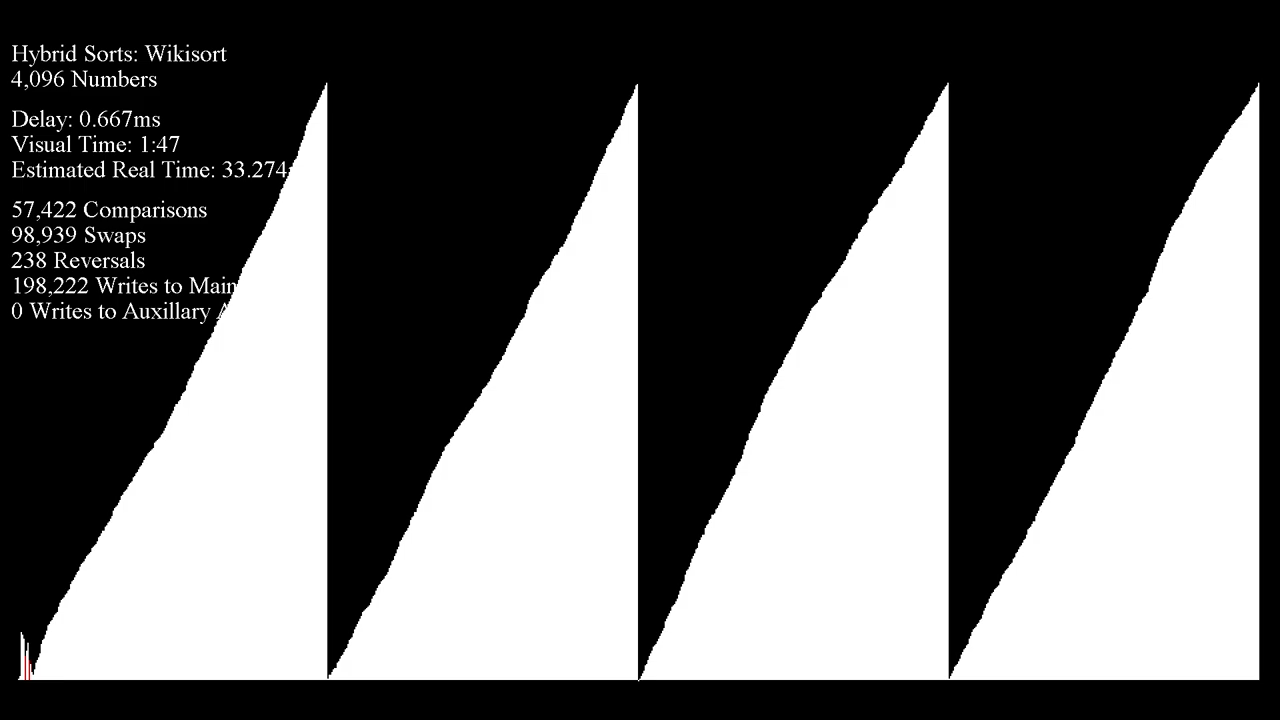 Hybrid Sorts: Wikisort
4,096 Numbers
Delay: 0.667ms
Visual Time: 1:47
Estimated Real Time: 33.274
57,422 Comparisons
98,939 Swaps
238 Reversals
198,222 Writes to Main
0 Writes to Auxillary